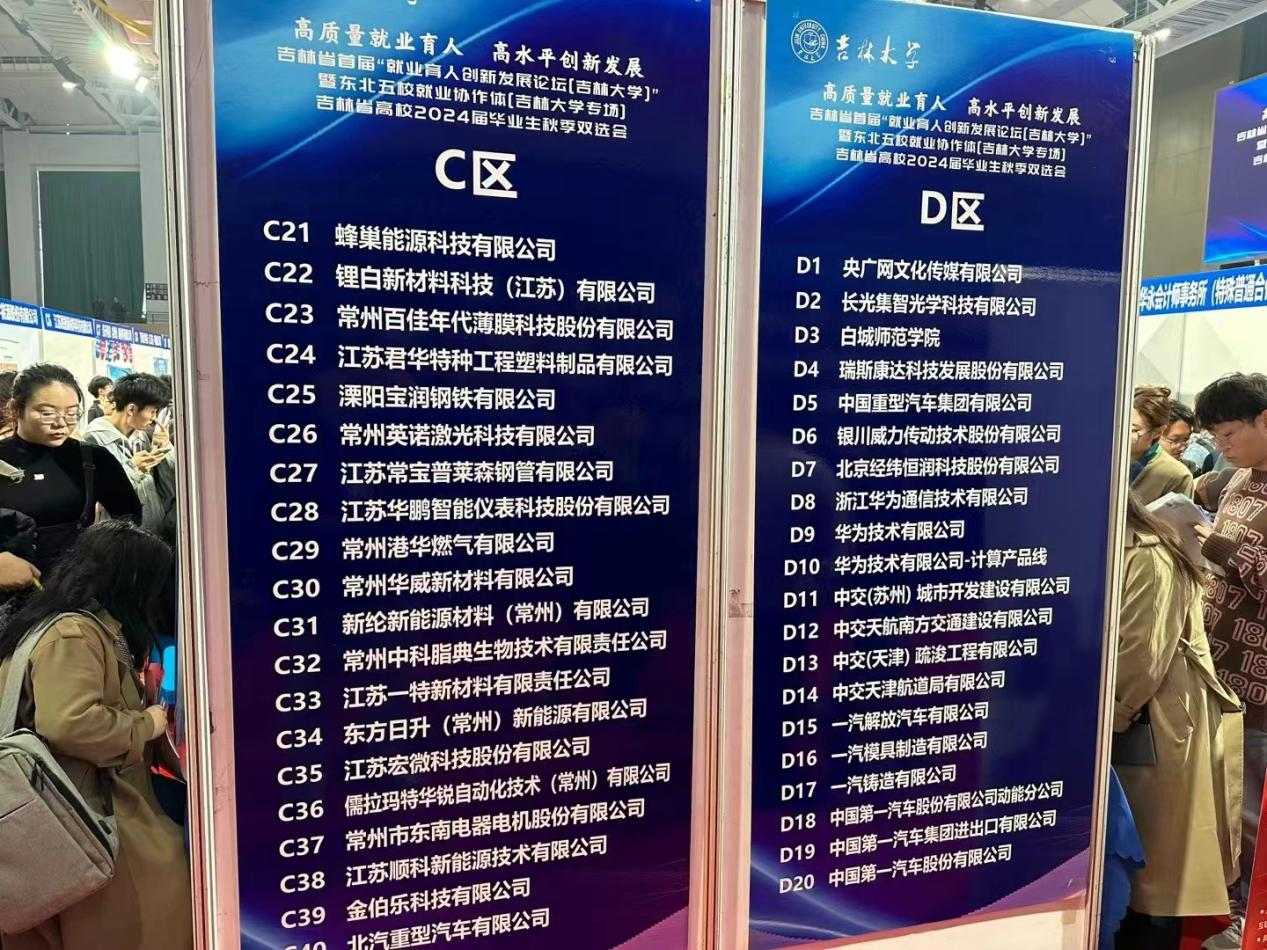 高质量就业育人 高水平创新发展
吉林省首届“就业育人创新发展论坛[吉林大学]”
暨东北五校就业协作体[吉林大学专场]
吉林省高校2024届毕业生秋季双选会
C区
C21 蜂巢能源科技有限公司
C22 锂白新材料科技（江苏）有限公司
C23 常州百佳年代薄膜科技股份有限公司
C24 江苏君华特种工程塑料制品有限公司
C25 溧阳宝润钢铁有限公司
C26 常州英诺激光科技有限公司
C27 江苏常宝普莱森钢管有限公司
C28 江苏华鹏智能仪表科技股份有限公司
C29 常州港华燃气有限公司
C30 常州华威新材料有限公司
C31 新纶新能源材料（常州）有限公司
C32 常州中科脂典生物技术有限责任公司
C33 江苏一特新材料有限责任公司
C34 东方日升（常州）新能源有限公司
C35 江苏宏微科技股份有限公司
C36 儒拉玛特华锐自动化技术（常州）有限公司
C37 常州市东南电器电机股份有限公司
C38 江苏顺科新能源技术有限公司
C39 金伯乐科技有限公司
C40 北汽重型汽车有限公司
吉林大学
高质量就业育人 高水平创新发展
吉林省首届“就业育人创新发展论坛[吉林大学]”
暨东北五校就业协作体[吉林大学专场]
吉林省高校2024届毕业生秋季双选会
D区
D1 央广网文化传媒有限公司
D2 长光集智光学科技有限公司
D3 白城师范学院
D4 瑞斯康达科技发展股份有限公司
D5 中国重型汽车集团有限公司
D6 银川威力传动技术股份有限公司
D7 北京经纬恒润科技股份有限公司
D8 浙江华为通信技术有限公司
D9 华为技术有限公司
D10 华为技术有限公司-计算产品线
D11 中交(苏州) 城市开发建设有限公司
D12 中交天航南方交通建设有限公司
D13 中交(天津) 疏浚工程有限公司
D14 中交天津航道局有限公司
D15 一汽解放汽车有限公司
D16 一汽模具制造有限公司
D17 一汽铸造有限公司
D18 中国第一汽车股份有限公司动能分公司
D19 中国第一汽车集团进出口有限公司
D20 中国第一汽车股份有限公司
华永会计师事务所（特殊普通合
1807